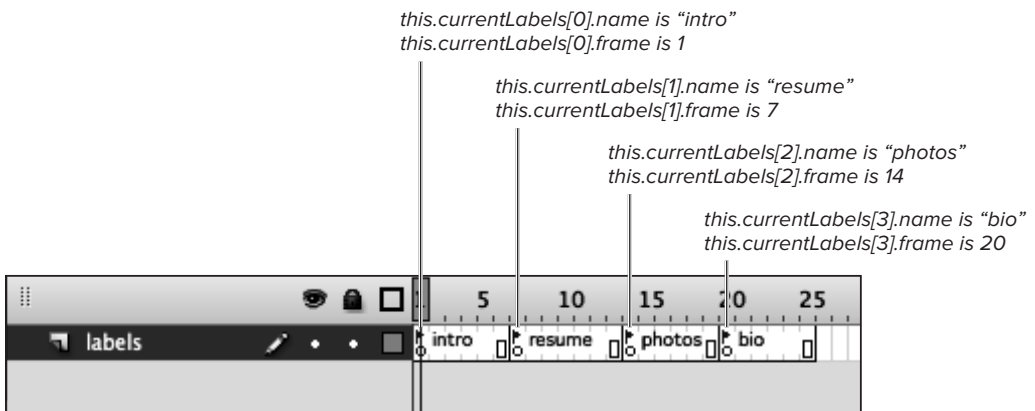 this.currentLabels[0].name is “intro”
this.currentLabels[0].frame is 1
this.currentLabels[1].name is “resume”
this.currentLabels[1].frame is 7
this.currentLabels[2].name is “photos”
this.currentLabels[2].frame is 14
this.currentLabels[3].name is “bio”
this.currentLabels[3].frame is 20
5 10 15 20 25
labels intro resume photos bio